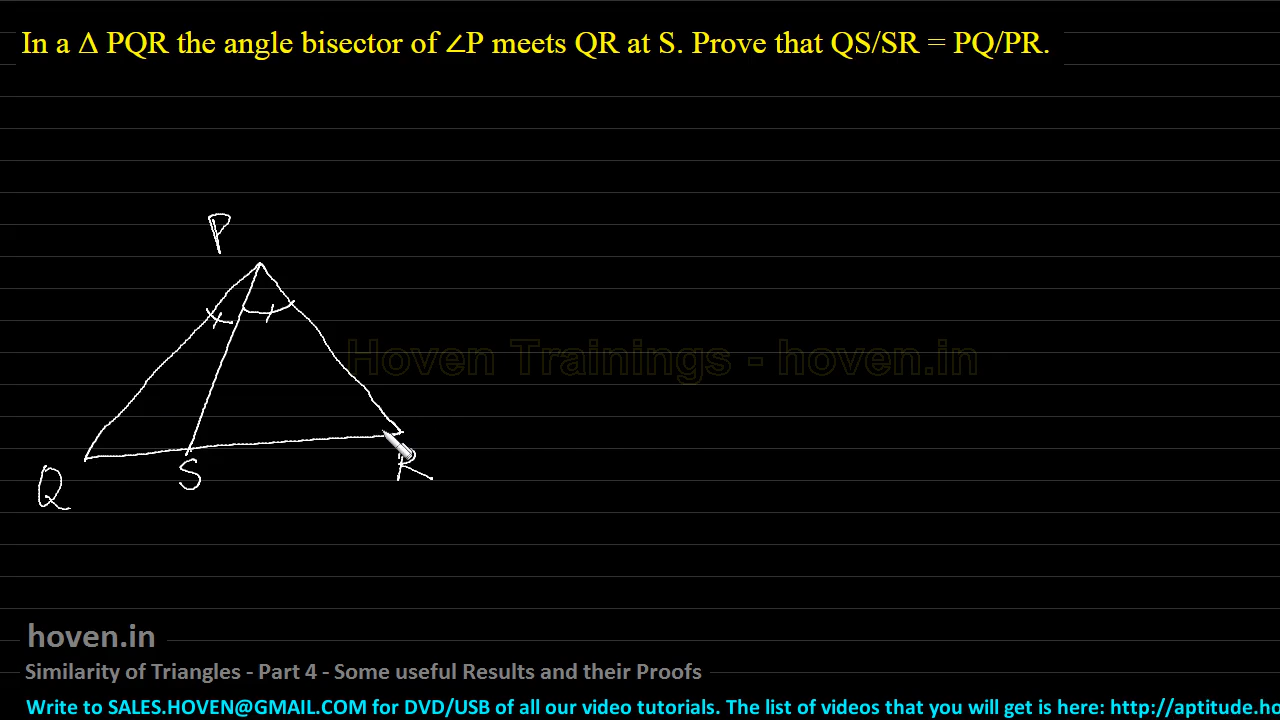 In a Δ PQR the angle bisector of ∠P meets QR at S. Prove that QS/SR = PQ/PR.
P
Hoven Trainings - hoven.in
Q
S
R
hoven.in
Similarity of Triangles - Part 4 - Some useful Results and their Proofs
Write to SALES.HOVEN@GMAIL.COM for DVD/USB of all our video tutorials. The list of videos that you will get is here: http://aptitude.ho